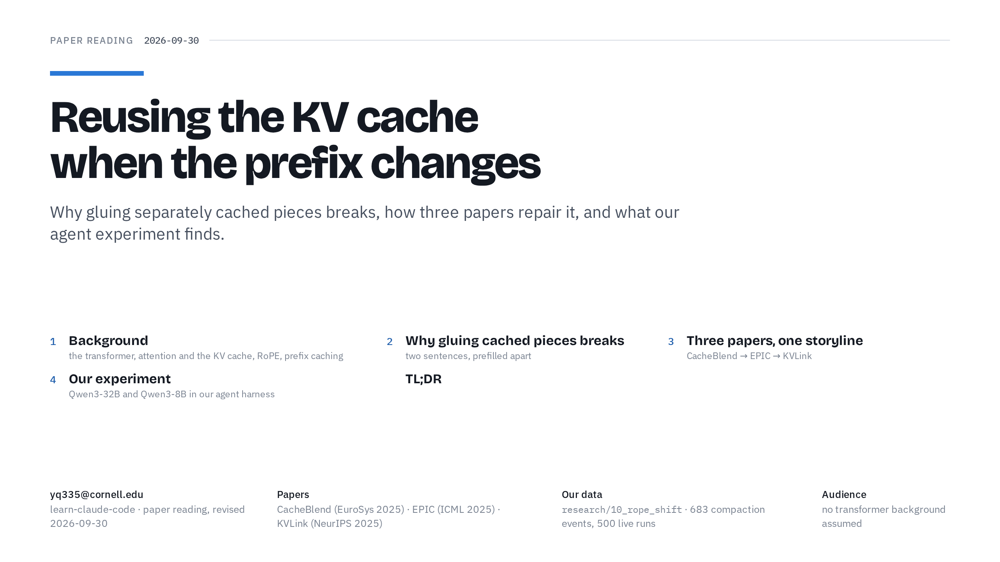 PAPER READING 2026-09-30
Reusing the KV cache
when the prefix changes
Why gluing separately cached pieces breaks, how three papers repair it, and what our
agent experiment finds.
1 Background
the transformer, attention and the KV cache, RoPE, prefix caching
2 Why gluing cached pieces breaks
two sentences, prefilled apart
3 Three papers, one storyline
CacheBlend → EPIC → KVLink
4 Our experiment
Qwen3-32B and Qwen3-8B in our agent harness
TL;DR
yq335@cornell.edu
learn-claude-code · paper reading, revised
2026-09-30
Papers
CacheBlend (EuroSys 2025) · EPIC (ICML 2025) ·
KVLink (NeurIPS 2025)
Our data
research/10_rope_shift · 683 compaction
events, 500 live runs
Audience
no transformer background
assumed